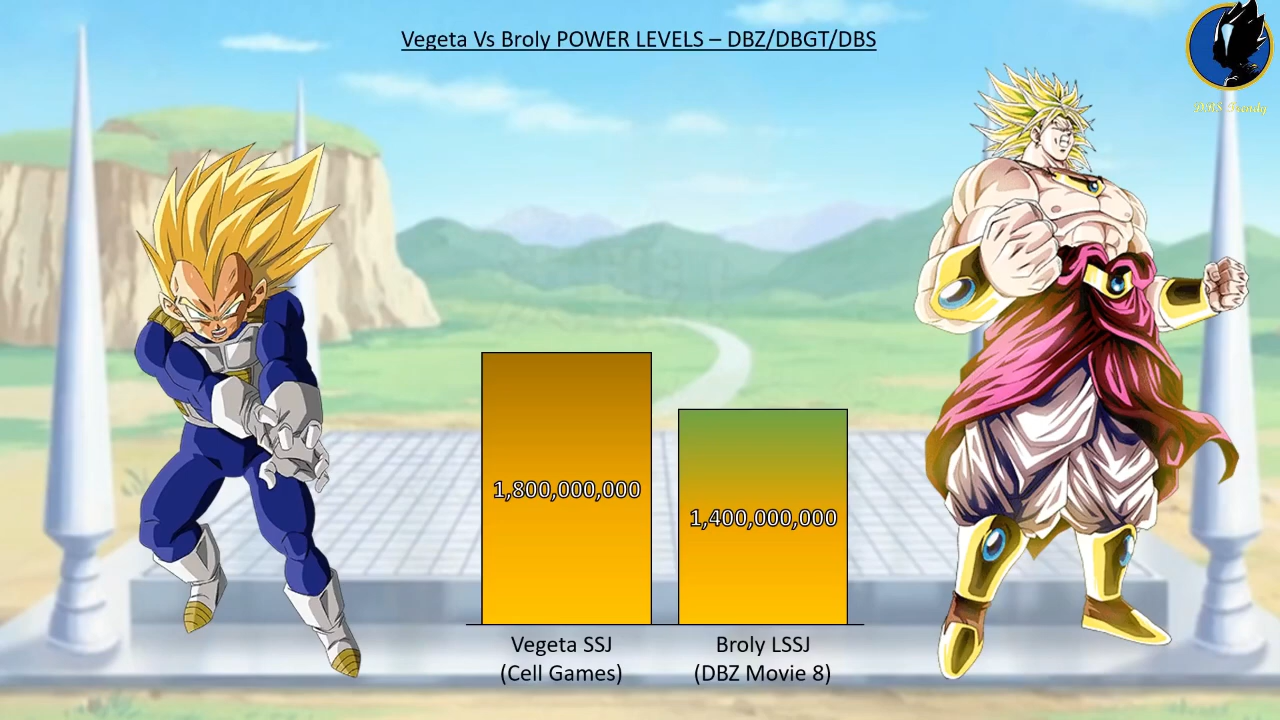 Vegeta Vs Broly POWER LEVELS – DBZ/DBGT/DBS
1,800,000,000
1,400,000,000
Vegeta SSJ
(Cell Games)
Broly LSSJ
(DBZ Movie 8)